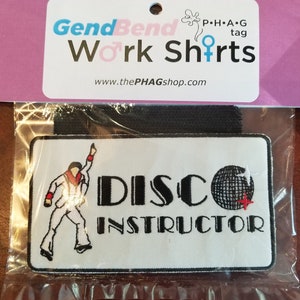 GendBend
P·H·A·G
tag
Work Shirts
www.thePHAGshop.com
DISCO
INSTRUCTOR